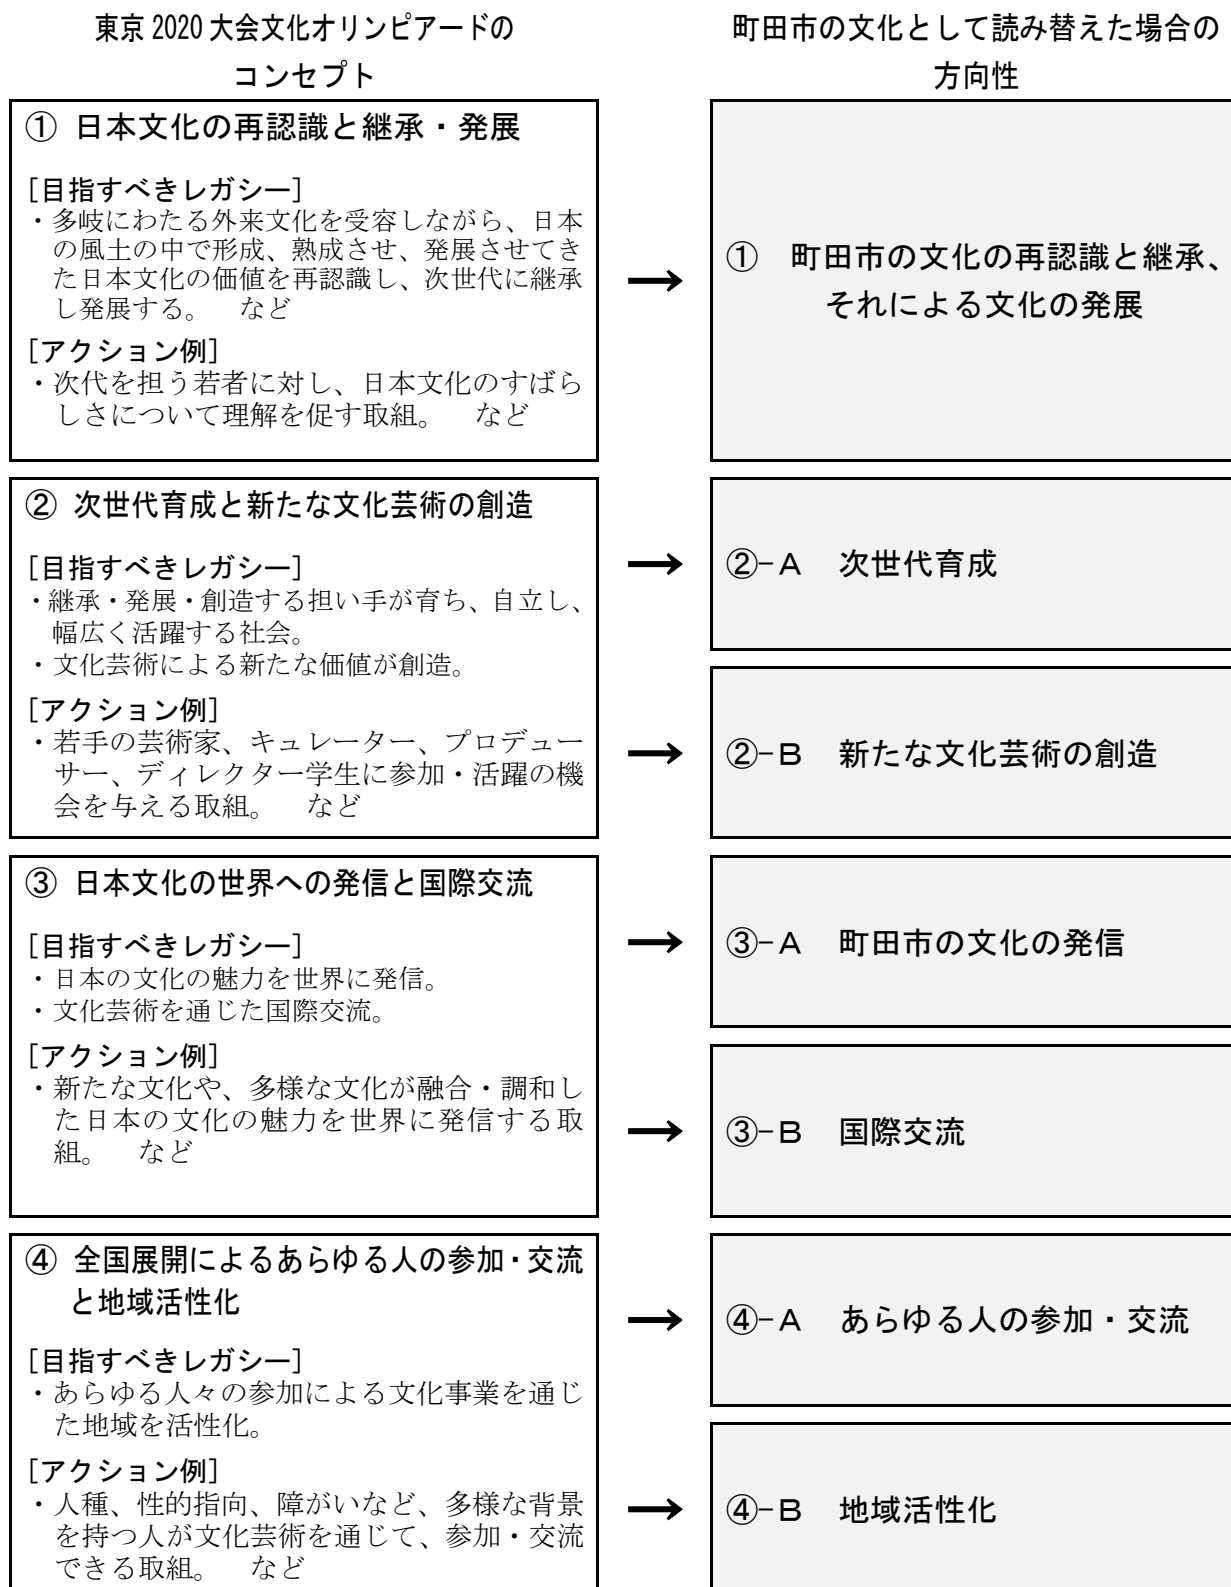 東京2020大会文化オリンピアードの
コンセプト
町田市の文化として読み替えた場合の
方向性
① 日本文化の再認識と継承・発展
[目指すべきレガシー]
・多岐にわたる外来文化を受容しながら、日本
の風土の中で形成、熟成させ、発展させてき
た日本文化の価値を再認識し、次世代に継承
し発展する。　など
[アクション例]
・次代を担う若者に対し、日本文化のすばら
しさについて理解を促す取組。　など
→
①　町田市の文化の再認識と継承、
それによる文化の発展
② 次世代育成と新たな文化芸術の創造
[目指すべきレガシー]
・継承・発展・創造する担い手が育ち、自立し、
幅広く活躍する社会。
・文化芸術による新たな価値が創造。
[アクション例]
・若手の芸術家、キュレーター、プロデュー
サー、ディレクター学生に参加・活躍の機
会を与える取組。　など
→
②-Ａ　次世代育成
→
②-Ｂ　新たな文化芸術の創造
③ 日本文化の世界への発信と国際交流
[目指すべきレガシー]
・日本の文化の魅力を世界に発信。
・文化芸術を通じた国際交流。
[アクション例]
・新たな文化や、多様な文化が融合・調和し
た日本の文化の魅力を世界に発信する取
組。　など
→
③-Ａ　町田市の文化の発信
→
③-Ｂ　国際交流
④ 全国展開によるあらゆる人の参加・交流
と地域活性化
[目指すべきレガシー]
・あらゆる人々の参加による文化事業を通じ
た地域を活性化。
[アクション例]
・人種、性的指向、障がいなど、多様な背景
を持つ人が文化芸術を通じて、参加・交流
できる取組。　など
→
④-Ａ　あらゆる人の参加・交流
→
④-Ｂ　地域活性化